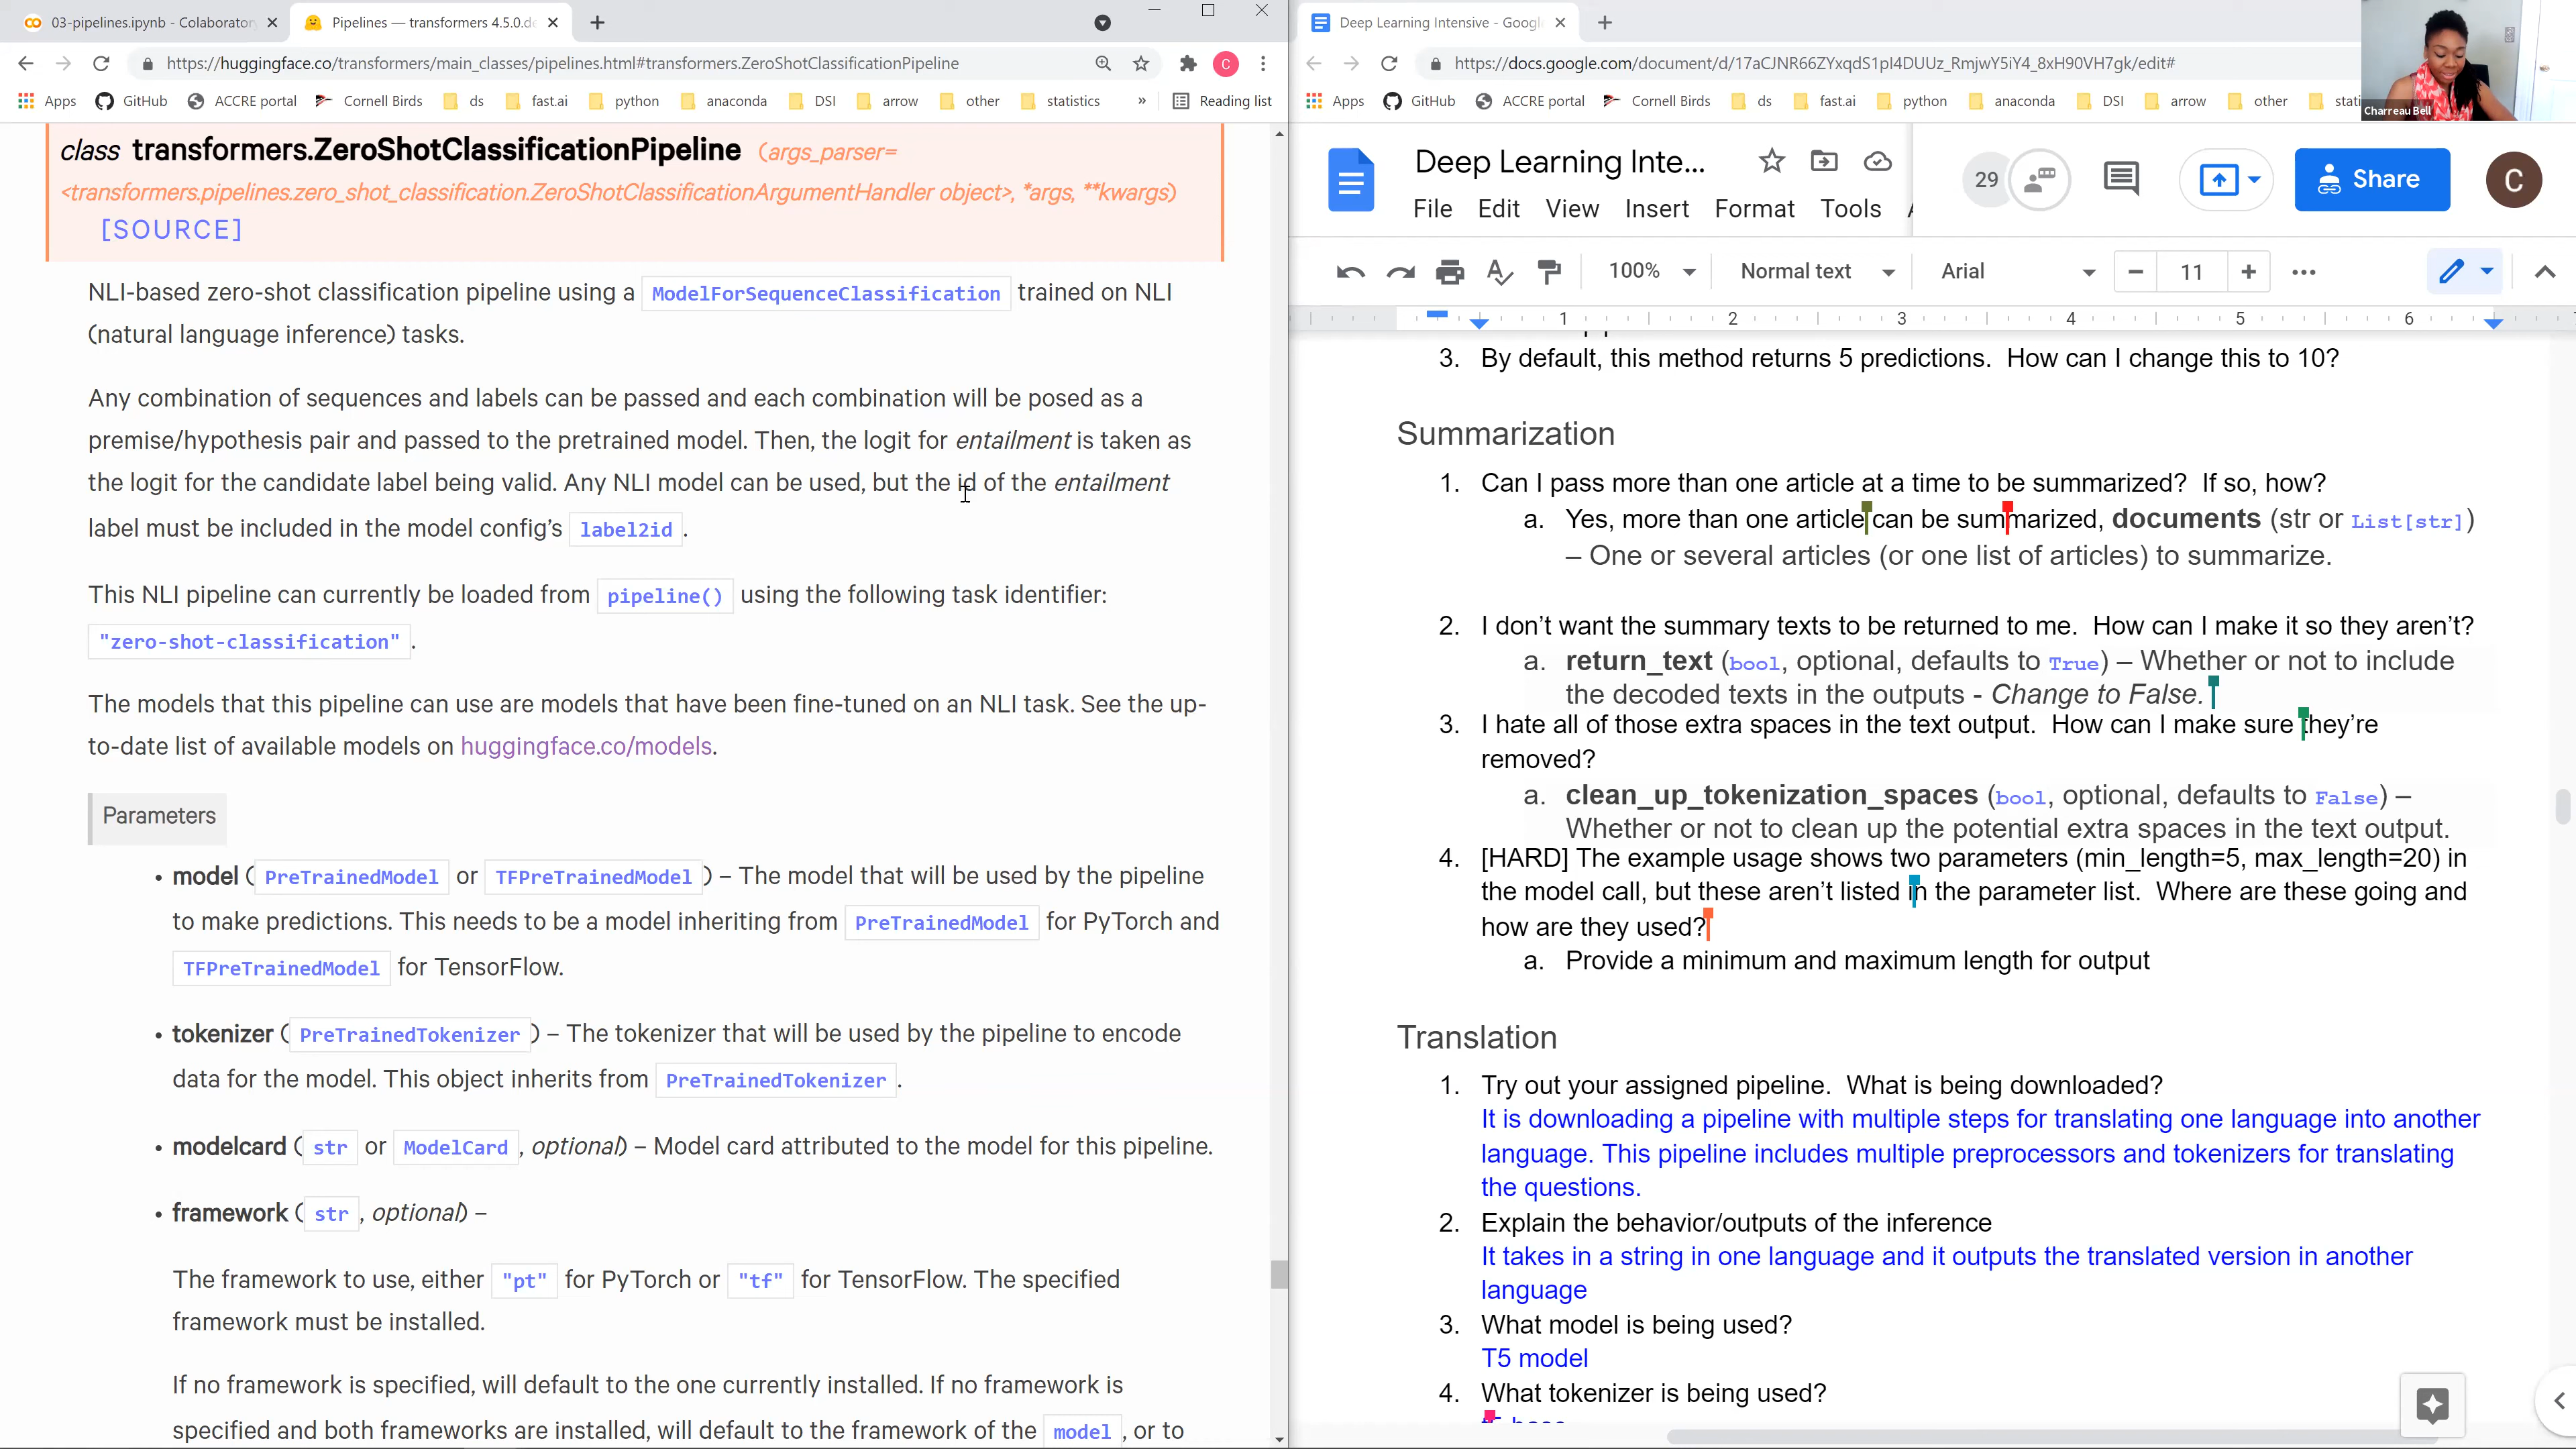 03-pipelines.ipynb - Colaborator
Pipelines — transformers 4.5.0.de
https://huggingface.co/transformers/main_classes/pipelines.html#transformers.ZeroShotClassificationPipeline
C
Apps GitHub ACCRE portal Cornell Birds ds fast.ai python anaconda DSI arrow other statistics » Reading list
class transformers.ZeroShotClassificationPipeline (args_parser=
<transformers.pipelines.zero_shot_classification.ZeroShotClassificationArgumentHandler object>, *args, **kwargs)
[SOURCE]
NLI-based zero-shot classification pipeline using a ModelForSequenceClassification trained on NLI
(natural language inference) tasks.
Any combination of sequences and labels can be passed and each combination will be posed as a
premise/hypothesis pair and passed to the pretrained model. Then, the logit for entailment is taken as
the logit for the candidate label being valid. Any NLI model can be used, but the id of the entailment
label must be included in the model config's label2id.
This NLI pipeline can currently be loaded from pipeline() using the following task identifier:
"zero-shot-classification".
The models that this pipeline can use are models that have been fine-tuned on an NLI task. See the up-
to-date list of available models on huggingface.co/models.
Parameters
• model (PreTrainedModel or TFPreTrainedModel) – The model that will be used by the pipeline
to make predictions. This needs to be a model inheriting from PreTrainedModel for PyTorch and
TFPreTrainedModel for TensorFlow.
• tokenizer (PreTrainedTokenizer) – The tokenizer that will be used by the pipeline to encode
data for the model. This object inherits from PreTrainedTokenizer.
• modelcard (str or ModelCard, optional) – Model card attributed to the model for this pipeline.
• framework (str, optional) –
The framework to use, either "pt" for PyTorch or "tf" for TensorFlow. The specified
framework must be installed.
If no framework is specified, will default to the one currently installed. If no framework is
specified and both frameworks are installed, will default to the framework of the model, or to
Deep Learning Intensive - Googl
https://docs.google.com/document/d/17aCJNR66ZYxqdS1pI4DUUz_RmjwY5iY4_8xH90VH7gk/edit#
Apps GitHub ACCRE portal Cornell Birds ds fast.ai python anaconda DSI arrow other stati
Charreau Bell
Deep Learning Inte...
29
Share
C
File Edit View Insert Format Tools
100% Normal text Arial 11
1 2 3 4 5 6
3. By default, this method returns 5 predictions. How can I change this to 10?
Summarization
1. Can I pass more than one article at a time to be summarized? If so, how?
a. Yes, more than one article can be summarized, documents (str or List[str])
– One or several articles (or one list of articles) to summarize.
2. I don't want the summary texts to be returned to me. How can I make it so they aren't?
a. return_text (bool, optional, defaults to True) – Whether or not to include
the decoded texts in the outputs - Change to False.
3. I hate all of those extra spaces in the text output. How can I make sure they're
removed?
a. clean_up_tokenization_spaces (bool, optional, defaults to False) –
Whether or not to clean up the potential extra spaces in the text output.
4. [HARD] The example usage shows two parameters (min_length=5, max_length=20) in
the model call, but these aren't listed in the parameter list. Where are these going and
how are they used?
a. Provide a minimum and maximum length for output
Translation
1. Try out your assigned pipeline. What is being downloaded?
It is downloading a pipeline with multiple steps for translating one language into another
language. This pipeline includes multiple preprocessors and tokenizers for translating
the questions.
2. Explain the behavior/outputs of the inference
It takes in a string in one language and it outputs the translated version in another
language
3. What model is being used?
T5 model
4. What tokenizer is being used?